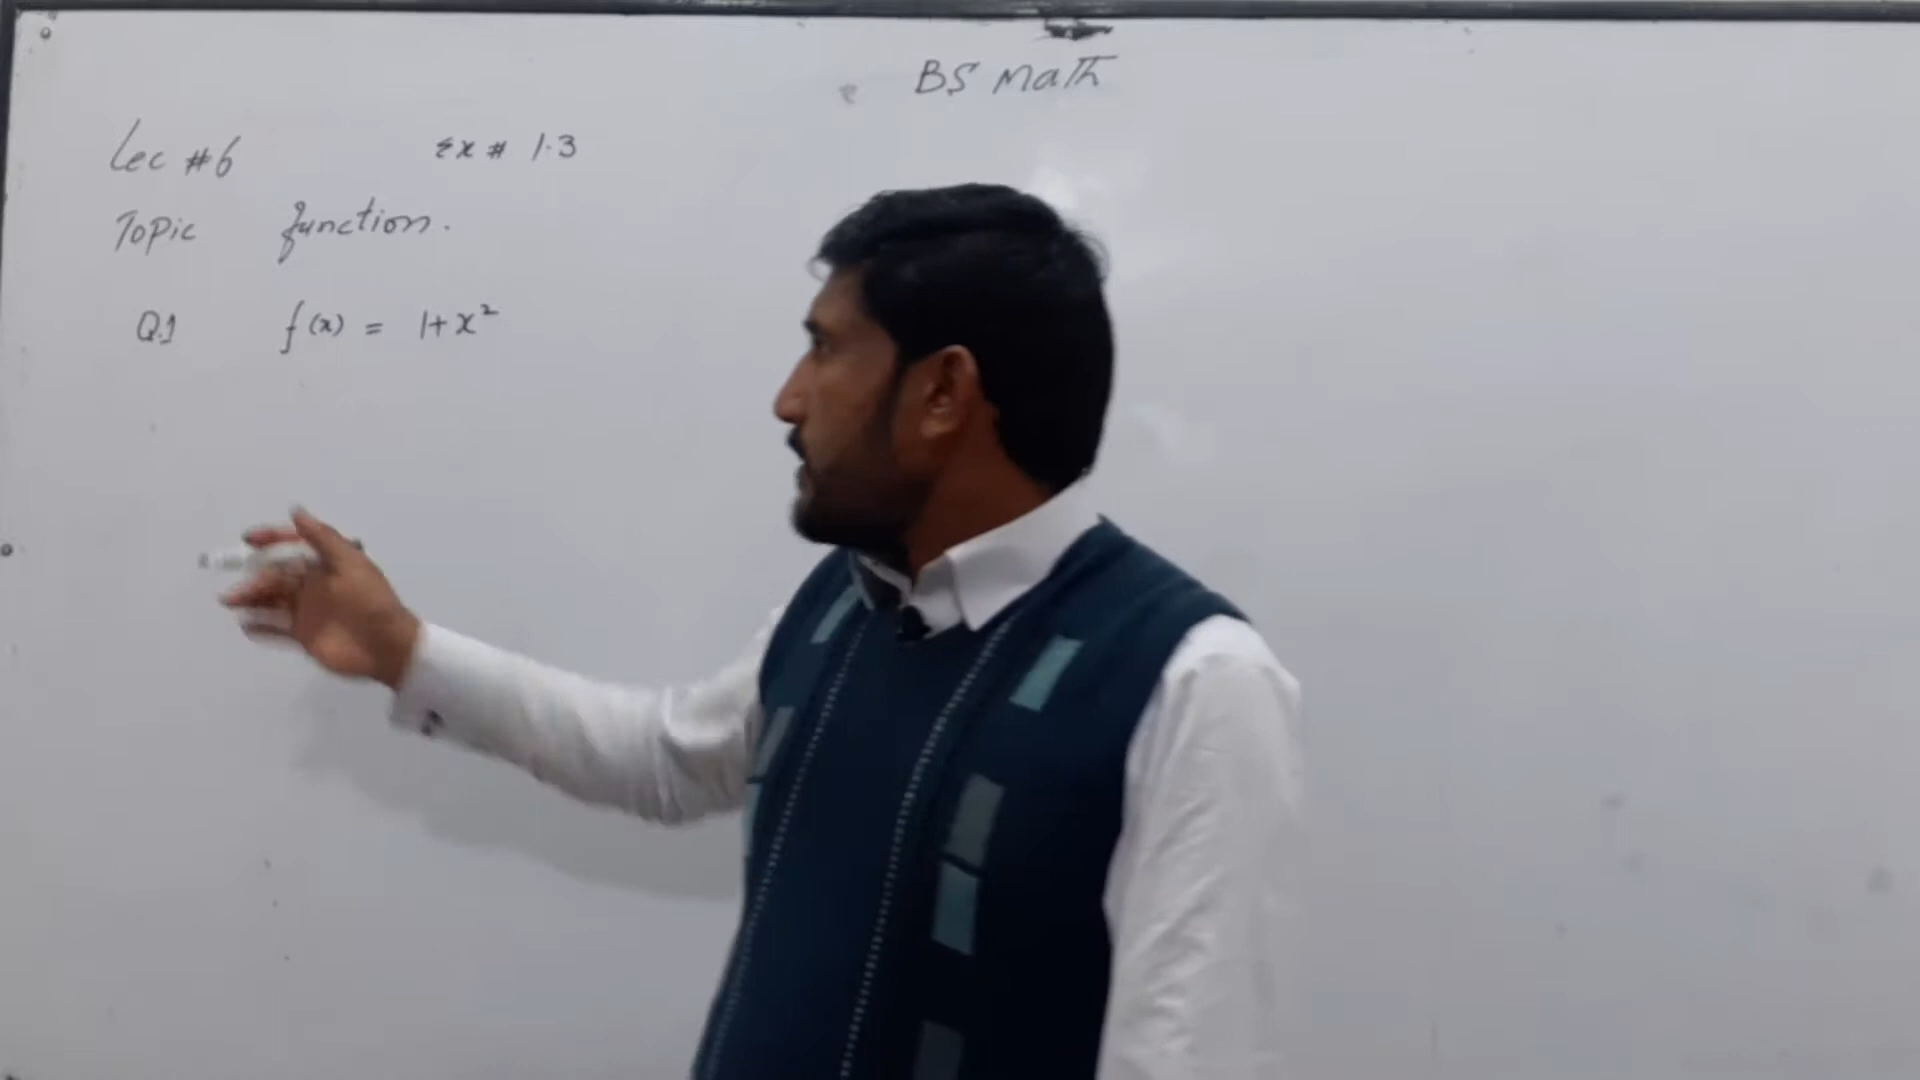 BS Math
Lec #6 Ex # 1.3
Topic function.
Q.1 f(x) = 1+x²